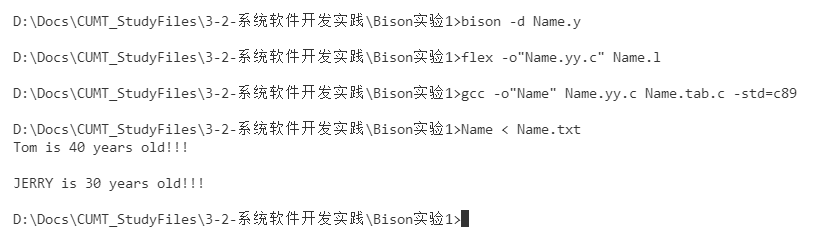 D:\Docs\CUMT_StudyFiles\3-2-系统软件开发实践\Bison实验1>bison -d Name.y
D:\Docs\CUMT_StudyFiles\3-2-系统软件开发实践\Bison实验1>flex -o"Name.yy.c" Name.l
D:\Docs\CUMT_StudyFiles\3-2-系统软件开发实践\Bison实验1>gcc -o"Name" Name.yy.c Name.tab.c -std=c89
D:\Docs\CUMT_StudyFiles\3-2-系统软件开发实践\Bison实验1>Name < Name.txt
Tom is 40 years old!!!
JERRY is 30 years old!!!
D:\Docs\CUMT_StudyFiles\3-2-系统软件开发实践\Bison实验1>